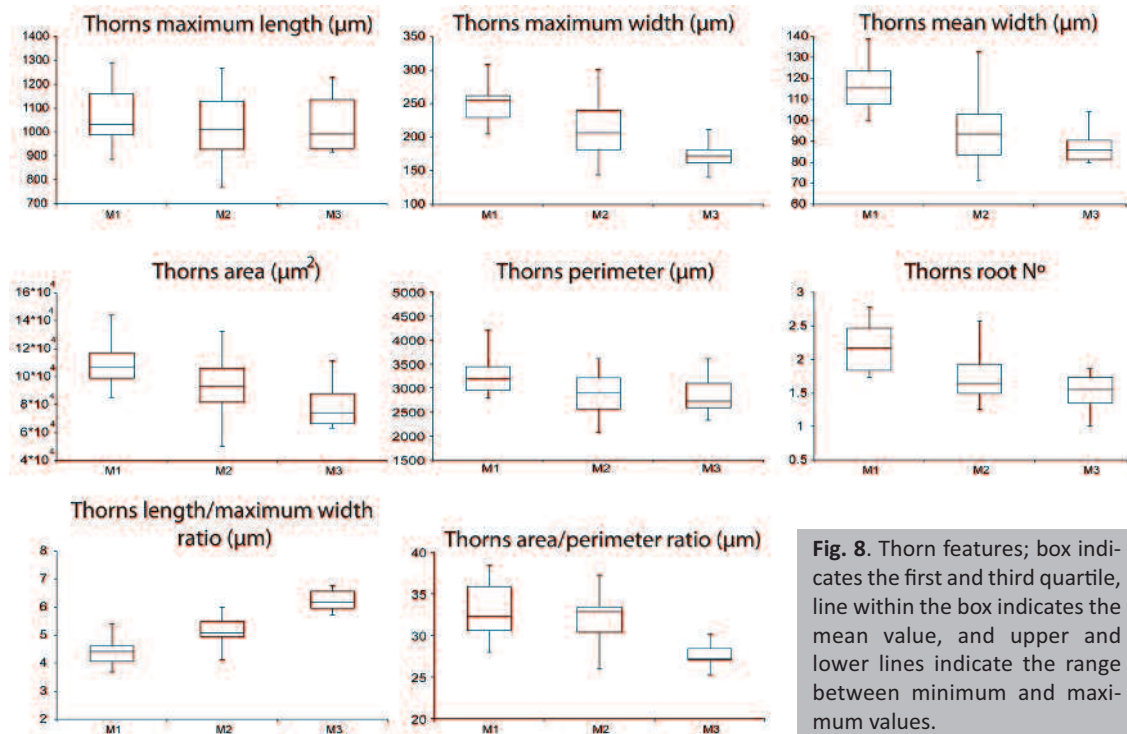 Thorns maximum length (µm)
1400
1300
1200
1100
1000
900
800
700
M1 M2 M3
Thorns maximum width (µm)
350
300
250
200
150
100
M1 M2 M3
Thorns mean width (µm)
140
130
120
110
100
90
80
70
60
M1 M2 M3
Thorns area (µm²)
16*10⁴
14*10⁴
12*10⁴
10*10⁴
8*10⁴
6*10⁴
4*10⁴
M1 M2 M3
Thorns perimeter (µm)
5000
4500
4000
3500
3000
2500
2000
1500
M1 M2 M3
Thorns root Nº
3
2.5
2
1.5
1
0.5
M1 M2 M3
Thorns length/maximum width
ratio (µm)
8
7
6
5
4
3
2
M1 M2 M3
Thorns area/perimeter ratio (µm)
40
35
30
25
20
M1 M2 M3
Fig. 8. Thorn features; box indi-
cates the first and third quartile,
line within the box indicates the
mean value, and upper and
lower lines indicate the range
between minimum and maxi-
mum values.